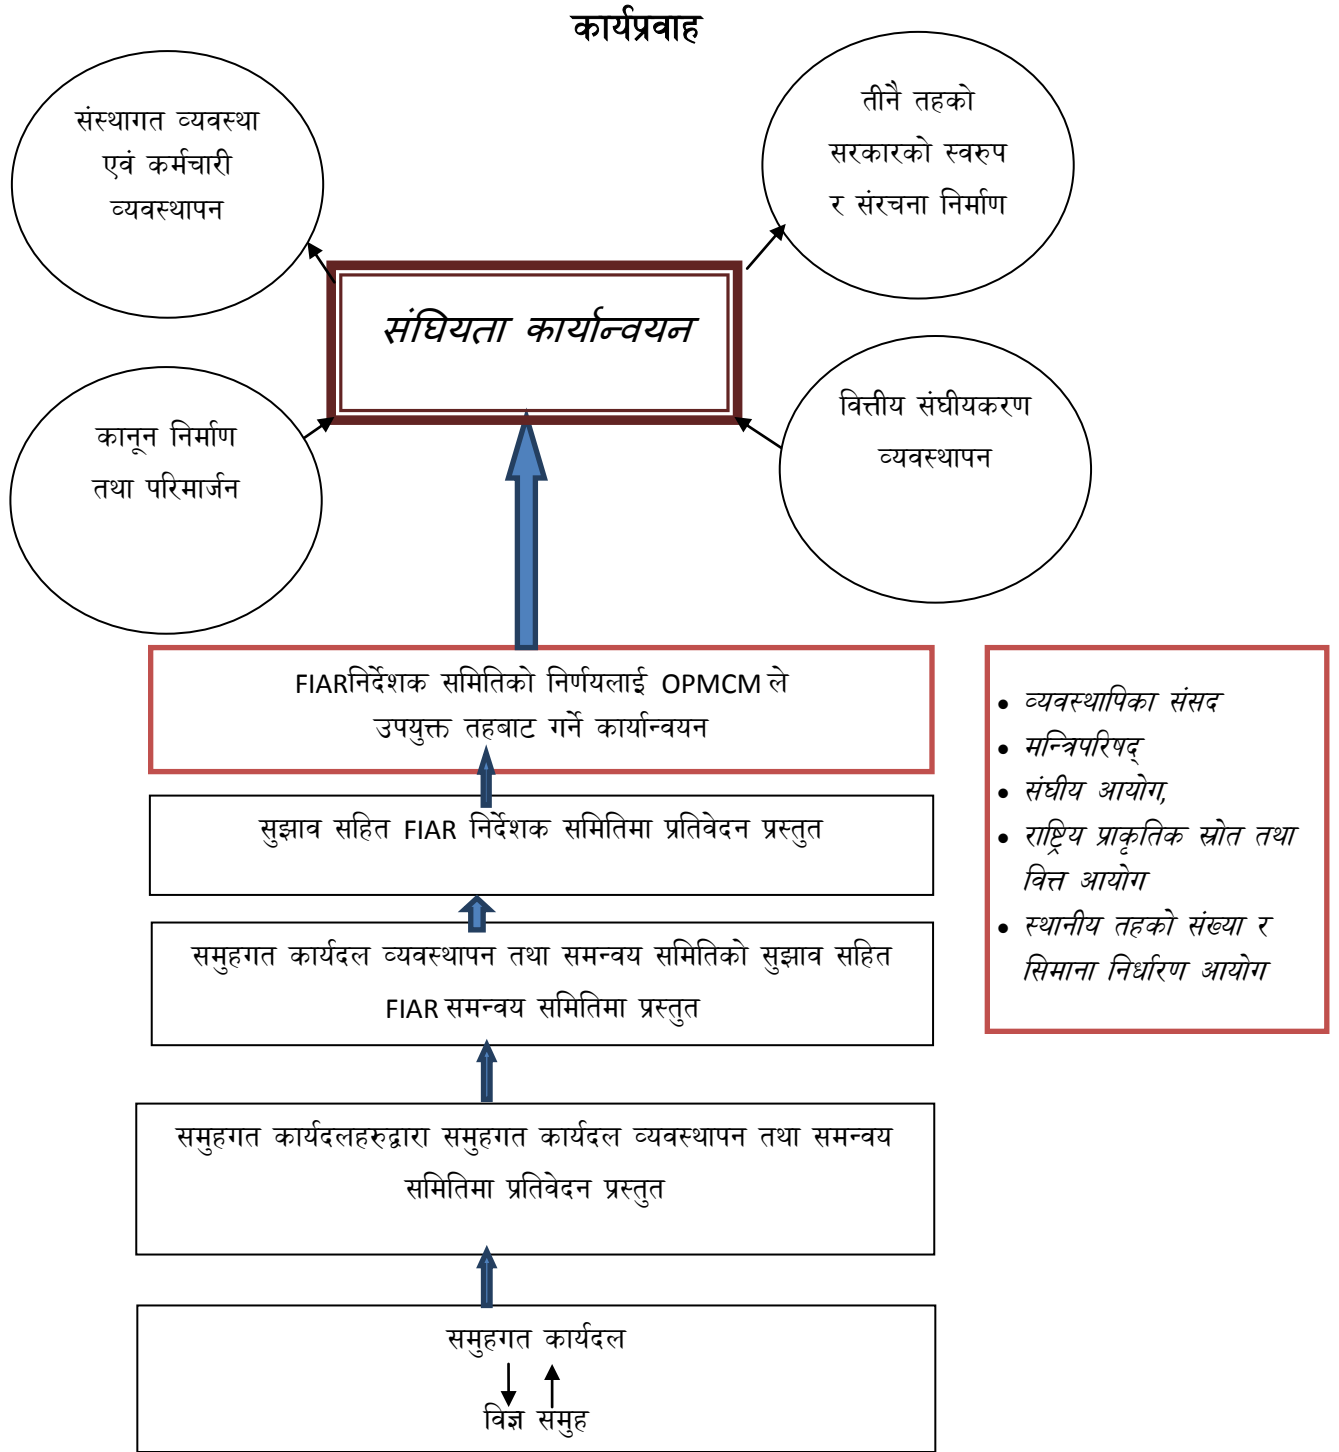 कार्यप्रवाह
संस्थागत व्यवस्था
एवं कर्मचारी
व्यवस्थापन
तीनै तहको
सरकारको स्वरुप
र संरचना निर्माण
संघियता कार्यान्वयन
कानून निर्माण
तथा परिमार्जन
वित्तीय संघीयकरण
व्यवस्थापन
FIARनिर्देशक समितिको निर्णयलाई OPMCM ले
उपयुक्त तहबाट गर्ने कार्यान्वयन
सुझाव सहित FIAR निर्देशक समितिमा प्रतिवेदन प्रस्तुत
समुहगत कार्यदल व्यवस्थापन तथा समन्वय समितिको सुझाव सहित
FIAR समन्वय समितिमा प्रस्तुत
समुहगत कार्यदलहरुद्वारा समुहगत कार्यदल व्यवस्थापन तथा समन्वय
समितिमा प्रतिवेदन प्रस्तुत
समुहगत कार्यदल
विज्ञ समुह
• व्यवस्थापिका संसद
• मन्त्रिपरिषद्
• संघीय आयोग,
• राष्ट्रिय प्राकृतिक स्रोत तथा
वित्त आयोग
• स्थानीय तहको संख्या र
सिमाना निर्धारण आयोग